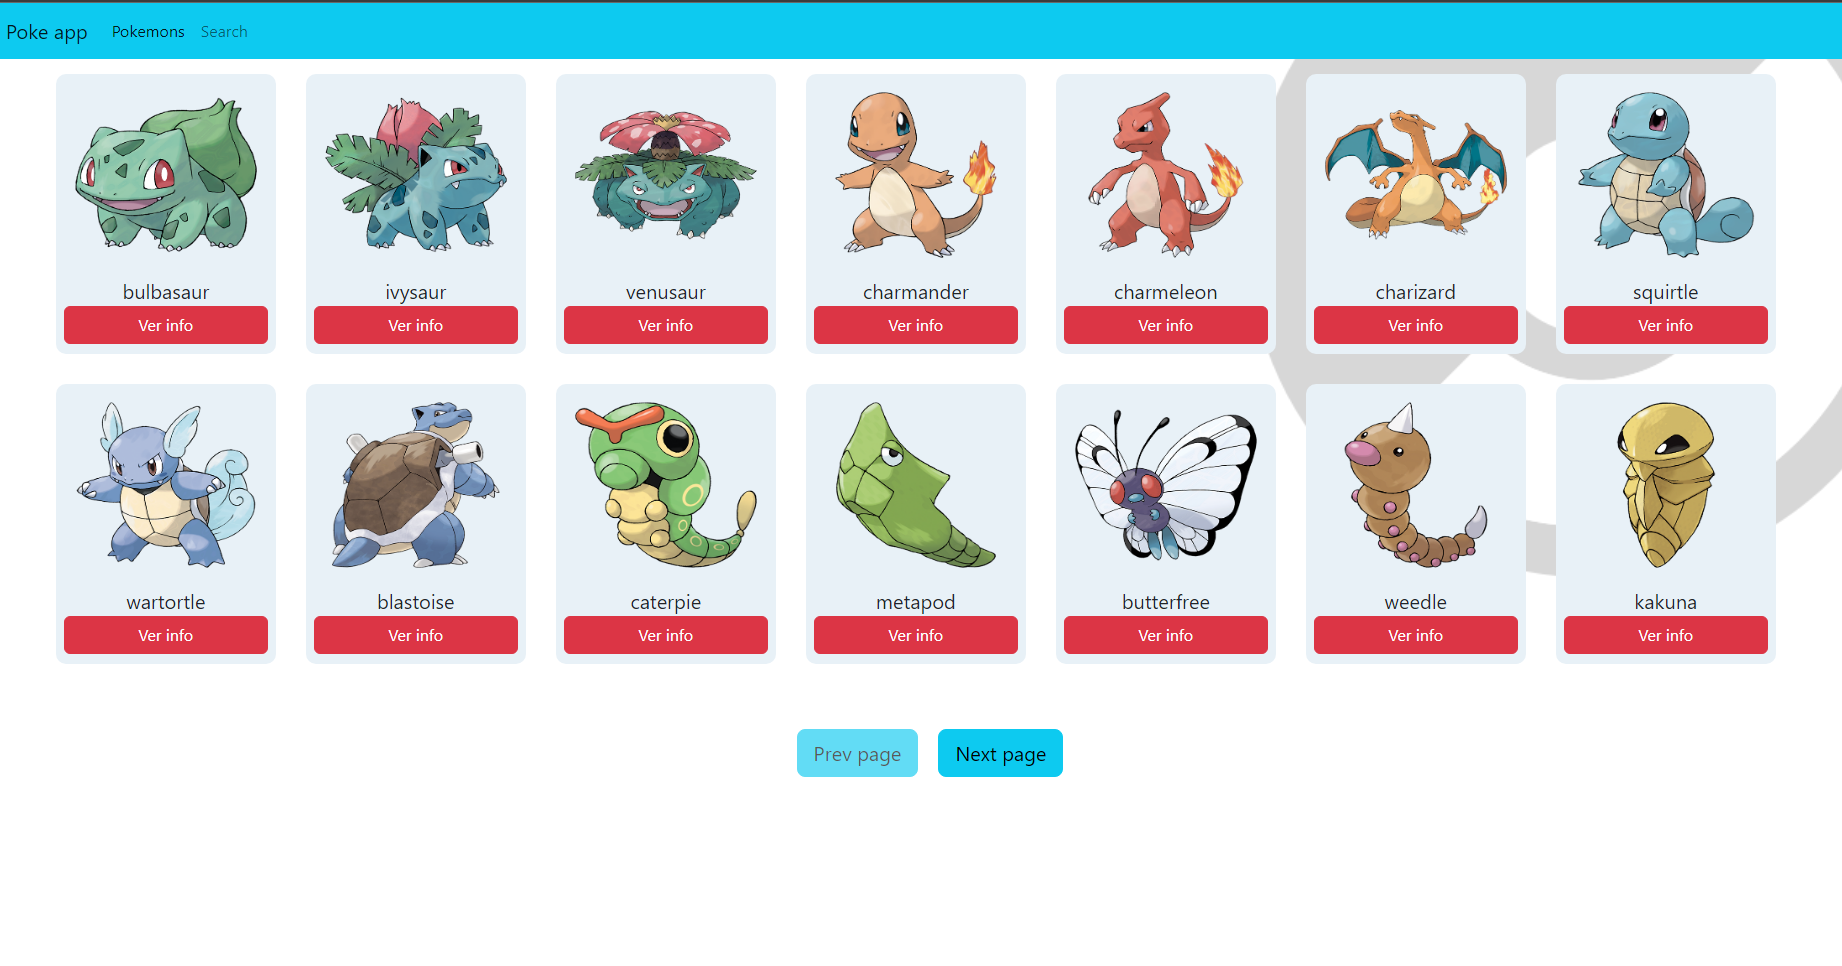 Poke app Pokemons Search
bulbasaur ivysaur venusaur charmander charmeleon charizard squirtle
Ver info Ver info Ver info Ver info Ver info Ver info Ver info
wartortle blastoise caterpie metapod butterfree weedle kakuna
Ver info Ver info Ver info Ver info Ver info Ver info Ver info
Prev page Next page